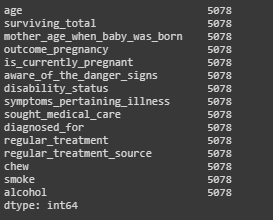 age 5078
surviving_total 5078
mother_age_when_baby_was_born 5078
outcome_pregnancy 5078
is_currently_pregnant 5078
aware_of_the_danger_signs 5078
disability_status 5078
symptoms_pertaining_illness 5078
sought_medical_care 5078
diagnosed_for 5078
regular_treatment 5078
regular_treatment_source 5078
chew 5078
smoke 5078
alcohol 5078
dtype: int64